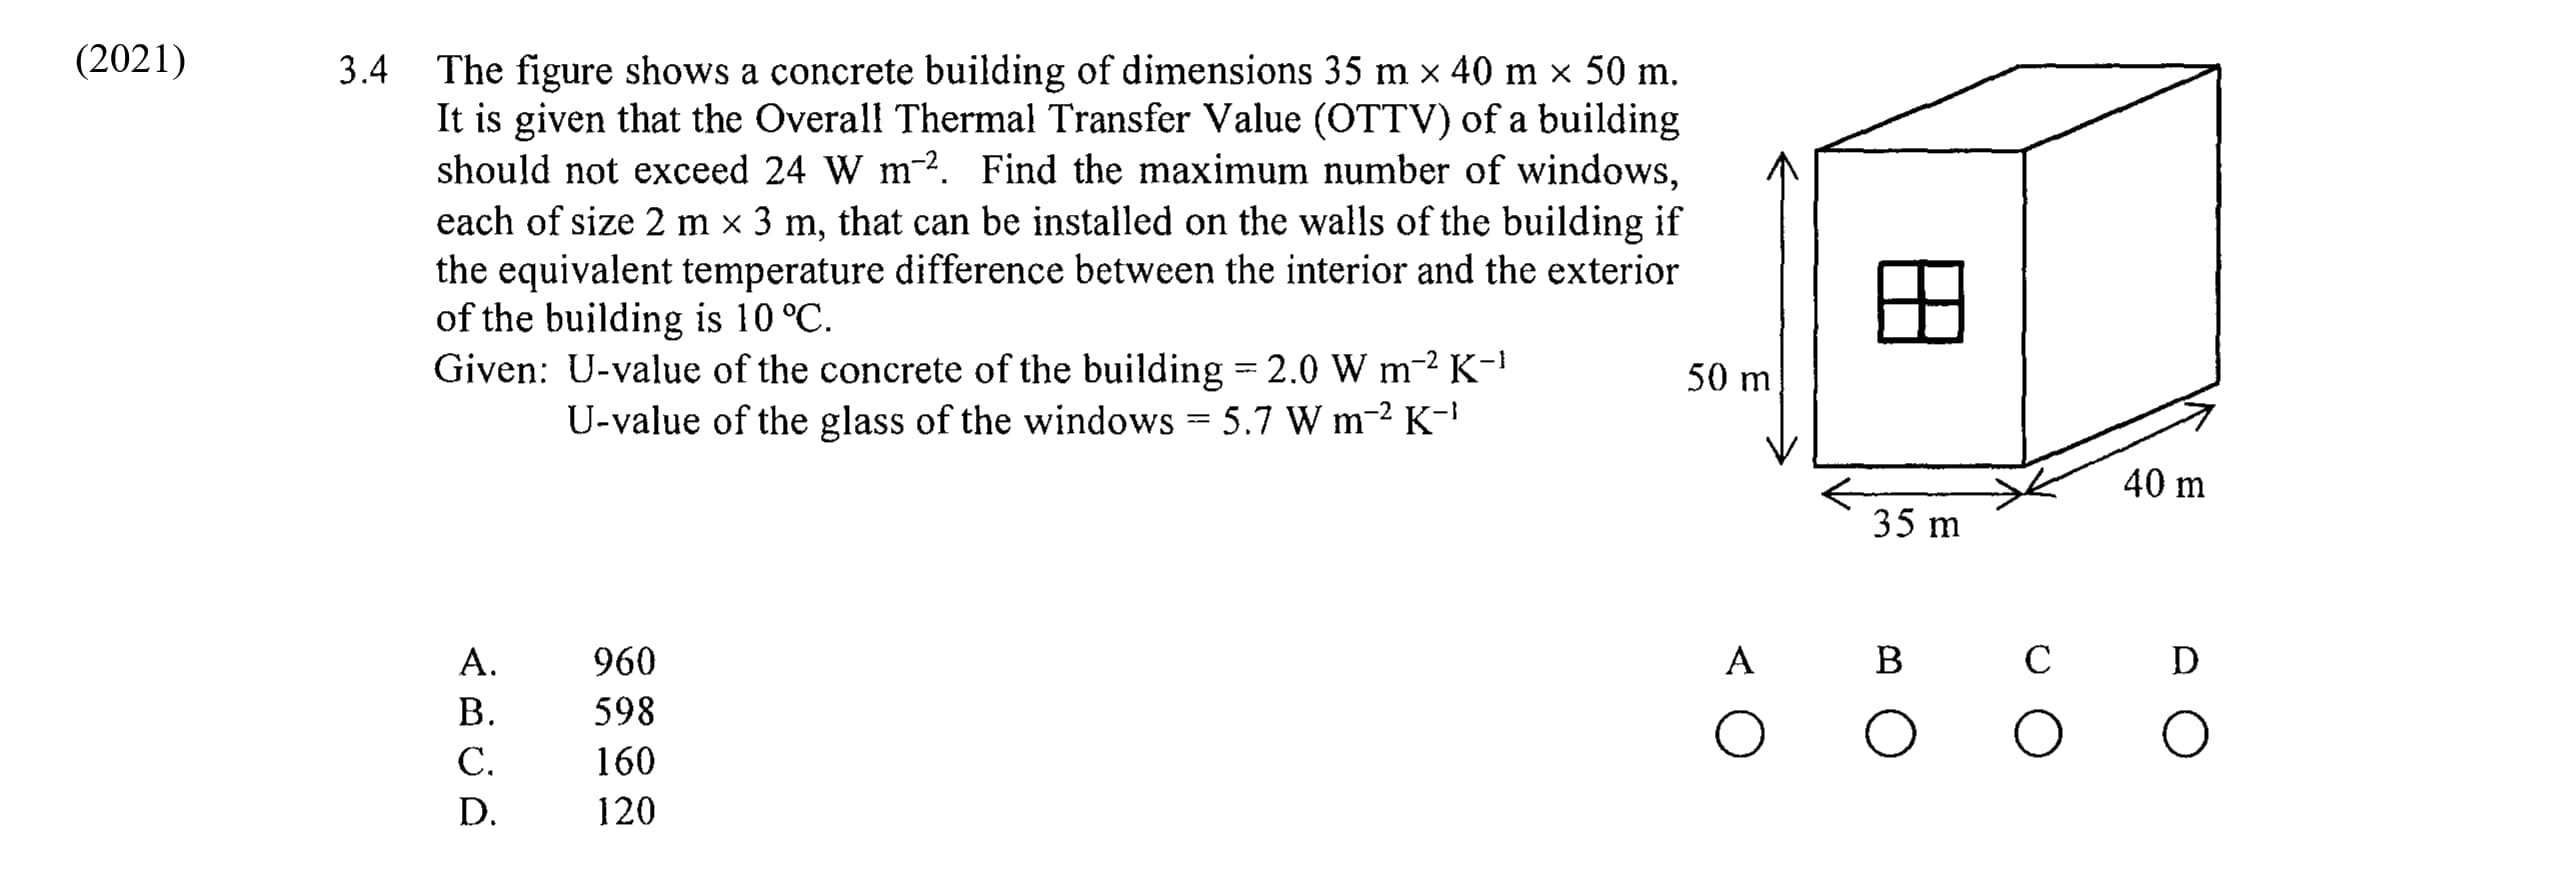 (2021)
3.4 The figure shows a concrete building of dimensions 35 m × 40 m × 50 m.
It is given that the Overall Thermal Transfer Value (OTTV) of a building
should not exceed 24 W m⁻². Find the maximum number of windows,
each of size 2 m × 3 m, that can be installed on the walls of the building if
the equivalent temperature difference between the interior and the exterior
of the building is 10 °C.
Given: U-value of the concrete of the building = 2.0 W m⁻² K⁻¹
U-value of the glass of the windows = 5.7 W m⁻² K⁻¹
50 m
40 m
35 m
A. 960
B. 598
C. 160
D. 120
A B C D